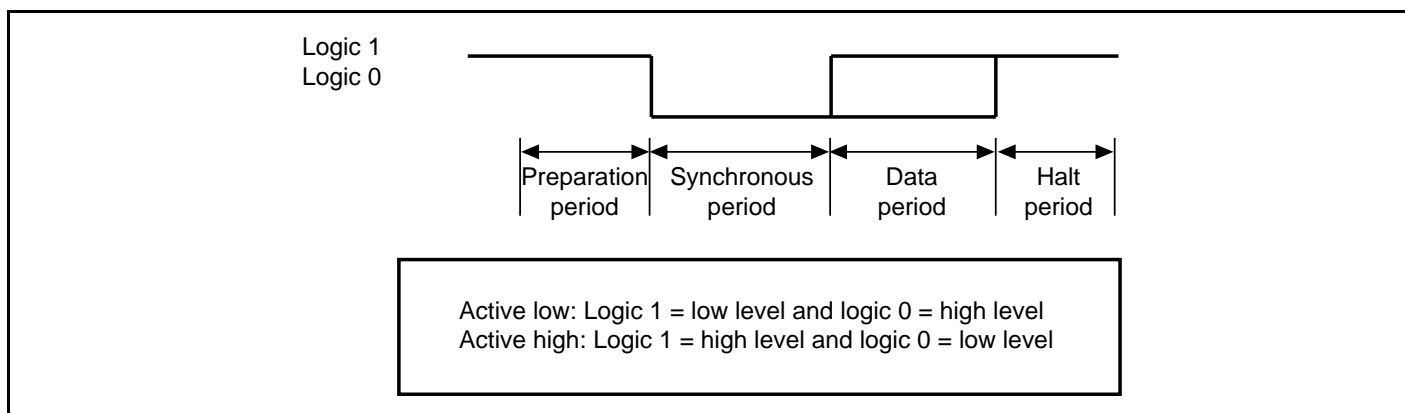 Logic 1
Logic 0
Preparation period
Synchronous period
Data period
Halt period
Active low: Logic 1 = low level and logic 0 = high level
Active high: Logic 1 = high level and logic 0 = low level